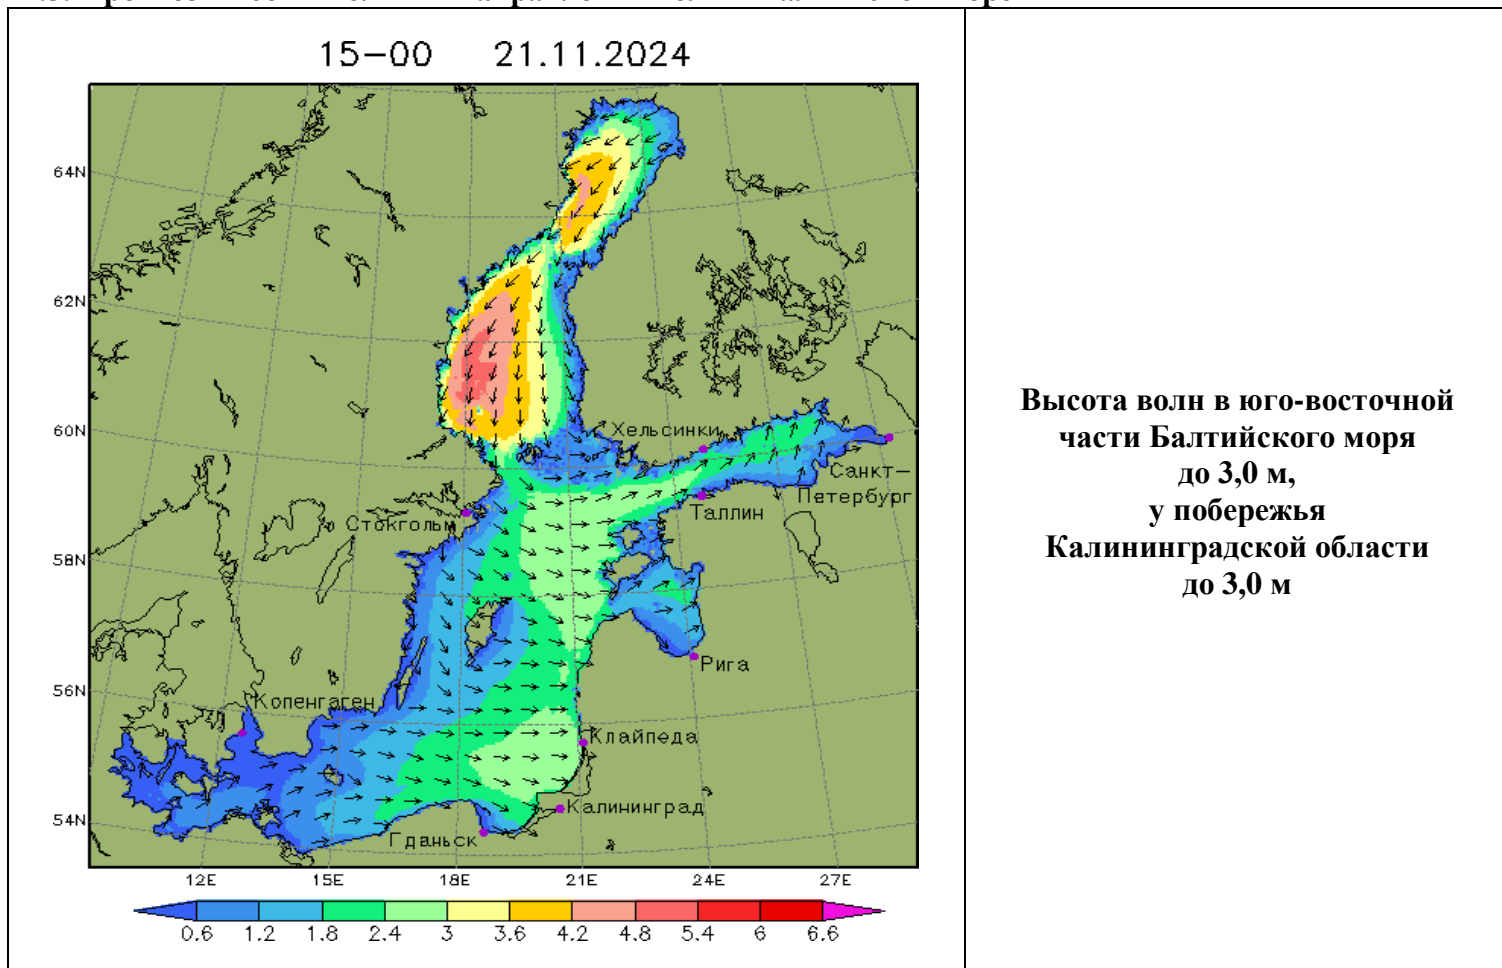 15-00 21.11.2024
64N
62N
60N
58N
56N
54N
Хельсинки
Санкт-
Петербург
Таллин
Стокгольм
Рига
Копенгаген
Клайпеда
Калининград
Гданьск
12E 15E 18E 21E 24E 27E
0.6 1.2 1.8 2.4 3 3.6 4.2 4.8 5.4 6 6.6
Высота волн в юго-восточной
части Балтийского моря
до 3,0 м,
у побережья
Калининградской области
до 3,0 м